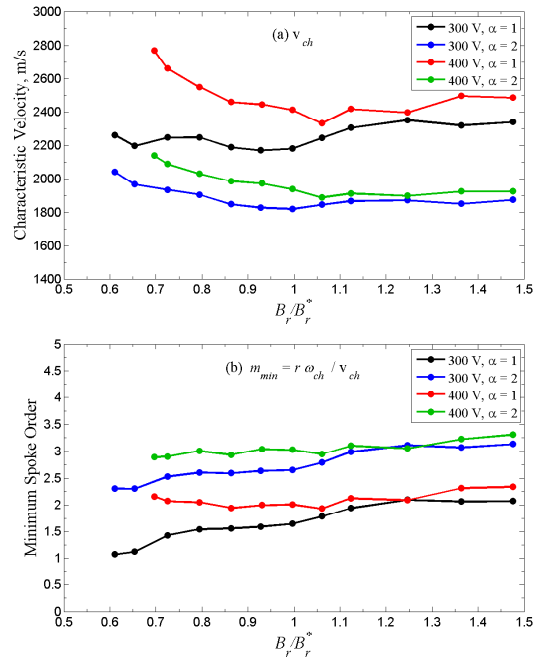 (a) v_ch
300 V, α = 1
300 V, α = 2
400 V, α = 1
400 V, α = 2
Characteristic Velocity, m/s
3000
2800
2600
2400
2200
2000
1800
1600
1400
0.5 0.6 0.7 0.8 0.9 1 1.1 1.2 1.3 1.4 1.5
B_r/B_r^*
(b) m_min = r ω_ch / v_ch
300 V, α = 1
300 V, α = 2
400 V, α = 1
400 V, α = 2
Minimum Spoke Order
5
4.5
4
3.5
3
2.5
2
1.5
1
0.5
0
0.5 0.6 0.7 0.8 0.9 1 1.1 1.2 1.3 1.4 1.5
B_r/B_r^*